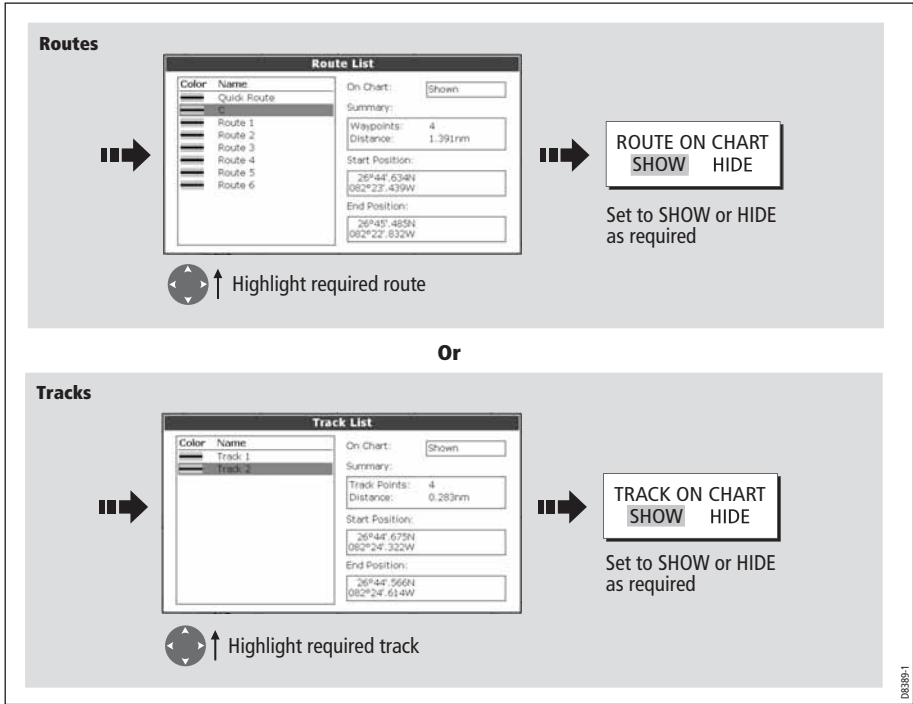 Routes
Route List
Color Name
Quick Route
C
Route 1
Route 2
Route 3
Route 4
Route 5
Route 6
On Chart: Shown
Summary:
Waypoints: 4
Distance: 1.391nm
Start Position:
26°44'.634N
082°23'.439W
End Position:
26°45'.485N
082°22'.832W
Highlight required route
ROUTE ON CHART
SHOW HIDE
Set to SHOW or HIDE
as required
Or
Tracks
Track List
Color Name
Track 1
Track 2
On Chart: Shown
Summary:
Track Points: 4
Distance: 0.283nm
Start Position:
26°44'.675N
082°24'.322W
End Position:
26°44'.566N
082°24'.614W
Highlight required track
TRACK ON CHART
SHOW HIDE
Set to SHOW or HIDE
as required
D8389-1